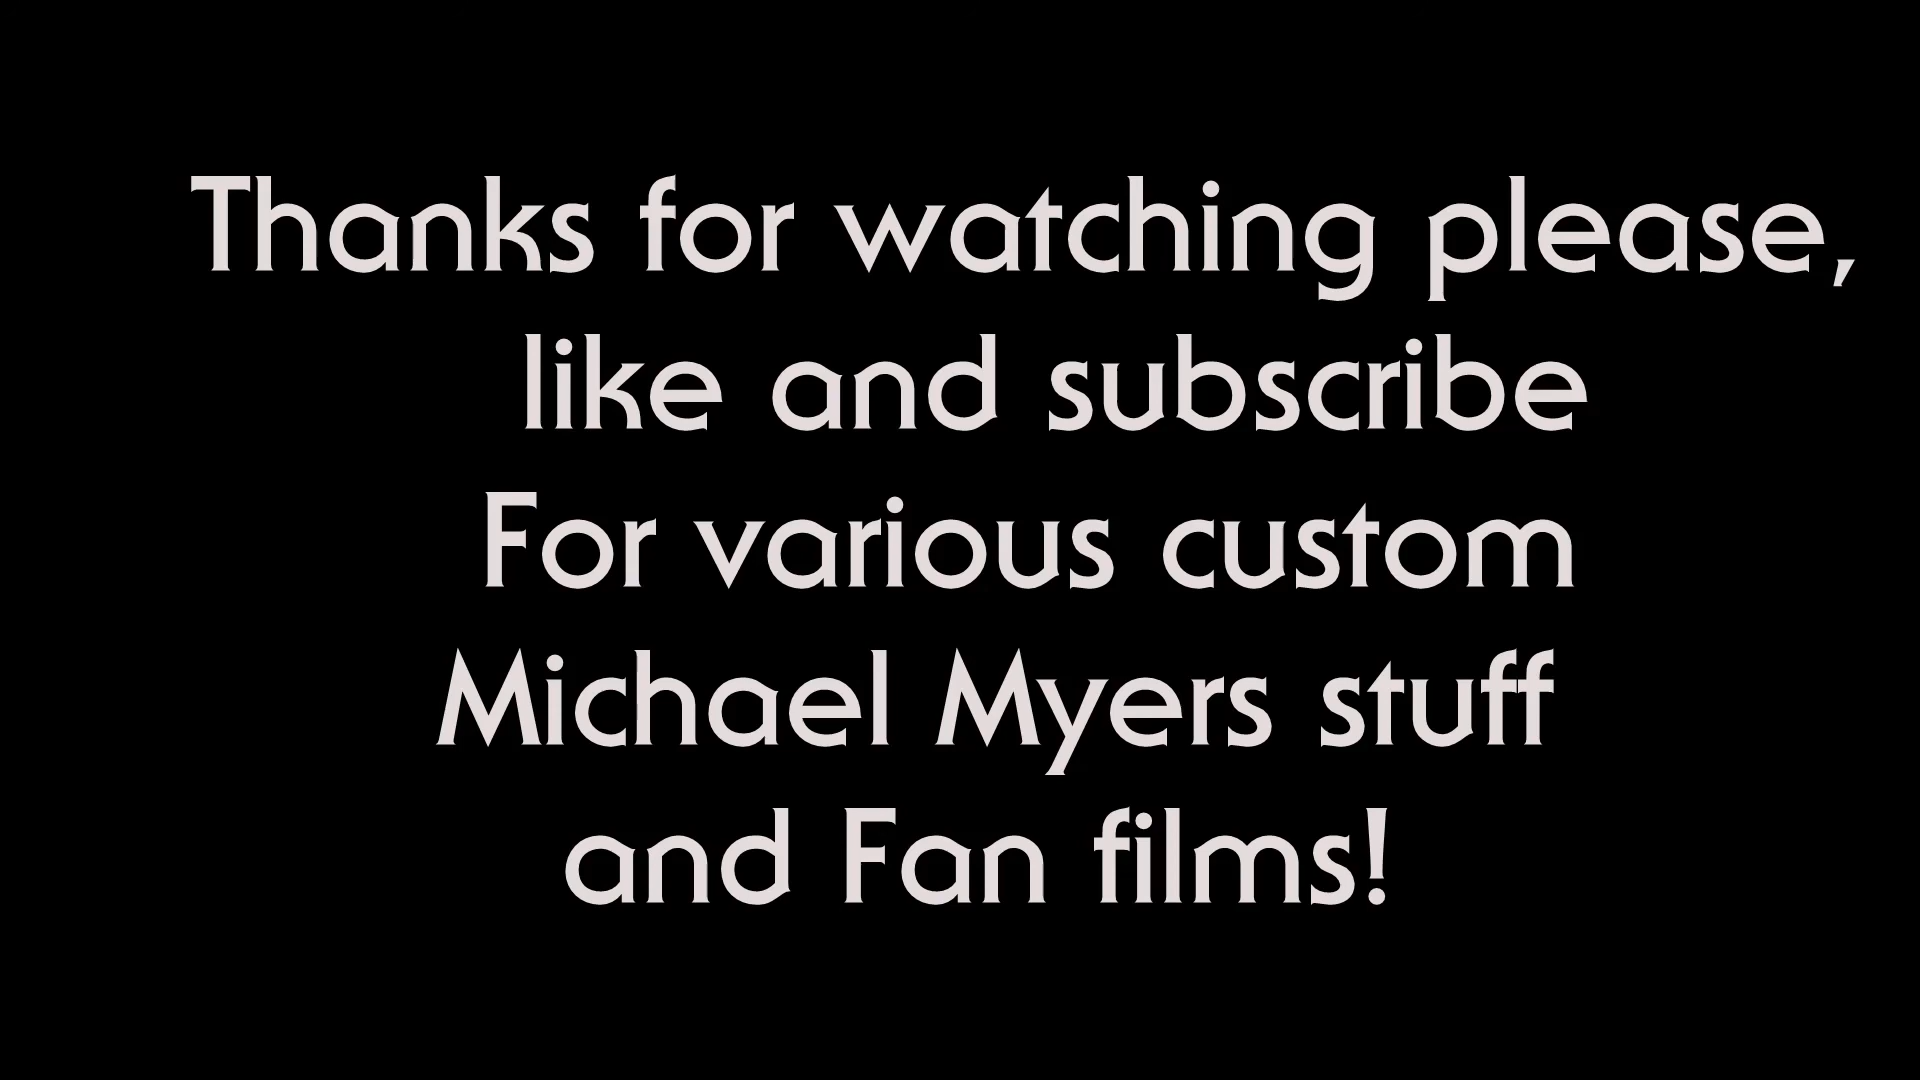 Thanks for watching please,
like and subscribe
For various custom
Michael Myers stuff
and Fan films!